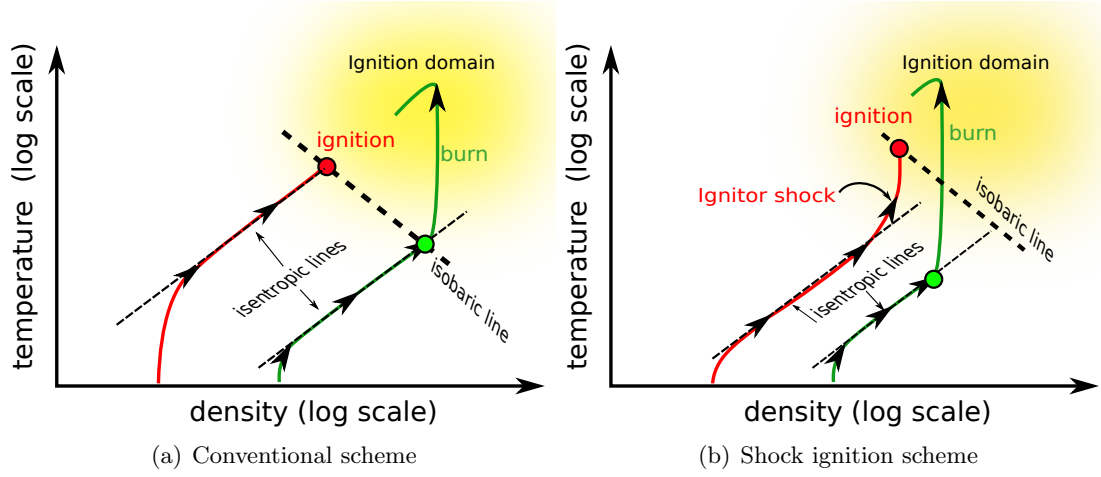 temperature (log scale)
Ignition domain
ignition
burn
isentropic lines
isobaric line
density (log scale)
(a) Conventional scheme
temperature (log scale)
Ignition domain
ignition
burn
Ignitor shock
isobaric line
isentropic lines
density (log scale)
(b) Shock ignition scheme